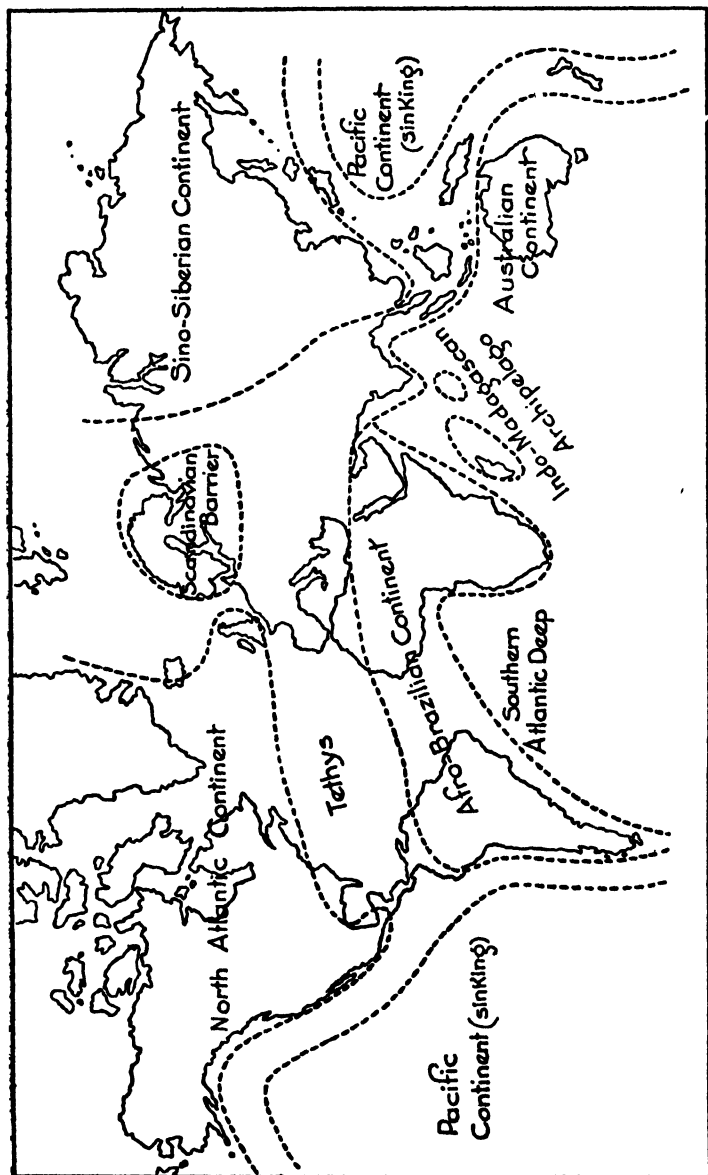 North Atlantic Continent
Tethys
Pacific
Continent (sinking)
Scandinavian
Barrier
Sino-Siberian Continent
Pacific
Continent
(sinking)
Afro-Brazilian Continent
Southern
Atlantic Deep
Indo-Madagascan
Archipelago
Australian
Continent